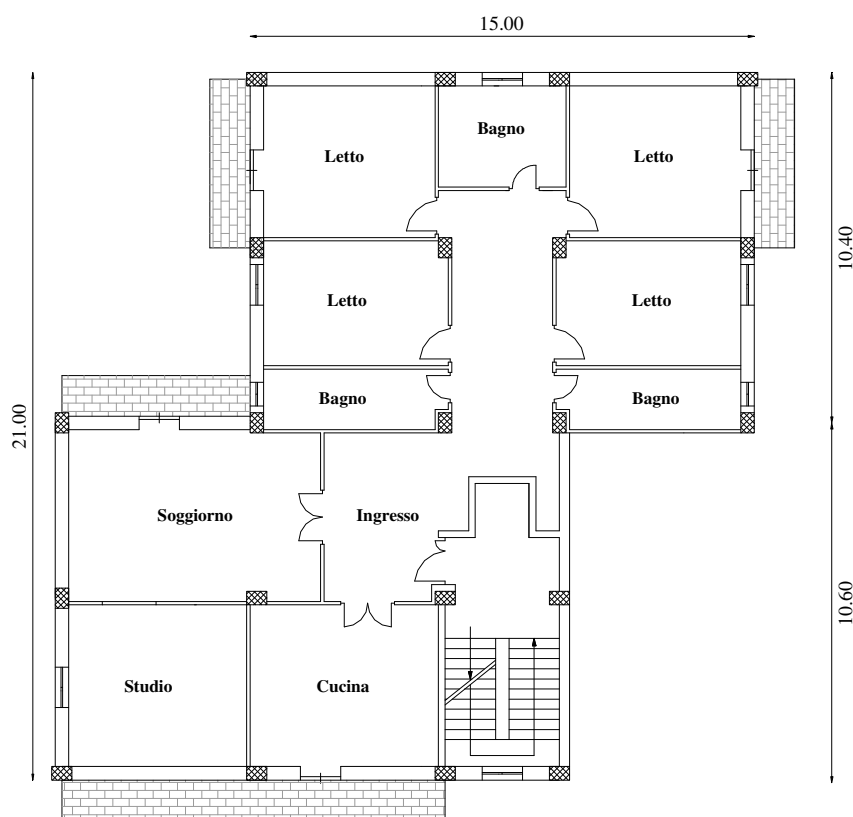 15.00
Bagno
Letto
Letto
10.40
Letto
Letto
Bagno
Bagno
21.00
Soggiorno
Ingresso
10.60
Studio
Cucina